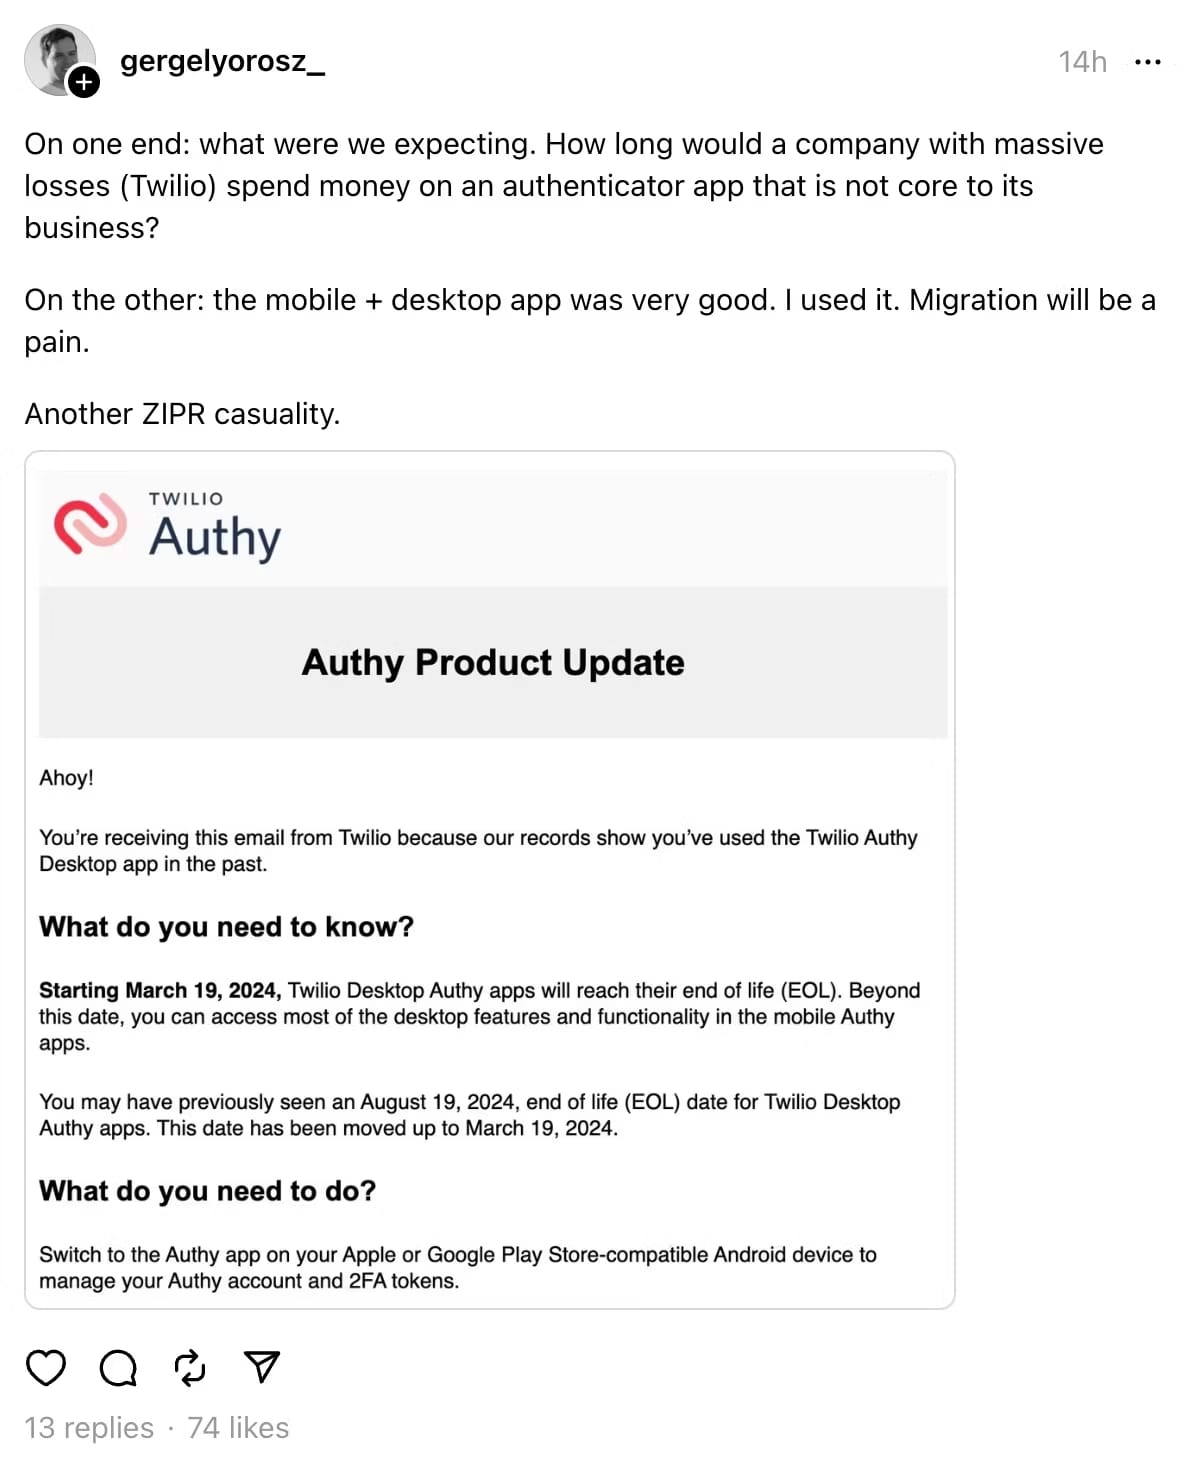 gergelyorosz_
14h
On one end: what were we expecting. How long would a company with massive
losses (Twilio) spend money on an authenticator app that is not core to its
business?
On the other: the mobile + desktop app was very good. I used it. Migration will be a
pain.
Another ZIPR casuality.
TWILIO
Authy
Authy Product Update
Ahoy!
You're receiving this email from Twilio because our records show you've used the Twilio Authy
Desktop app in the past.
What do you need to know?
Starting March 19, 2024, Twilio Desktop Authy apps will reach their end of life (EOL). Beyond
this date, you can access most of the desktop features and functionality in the mobile Authy
apps.
You may have previously seen an August 19, 2024, end of life (EOL) date for Twilio Desktop
Authy apps. This date has been moved up to March 19, 2024.
What do you need to do?
Switch to the Authy app on your Apple or Google Play Store-compatible Android device to
manage your Authy account and 2FA tokens.
13 replies · 74 likes